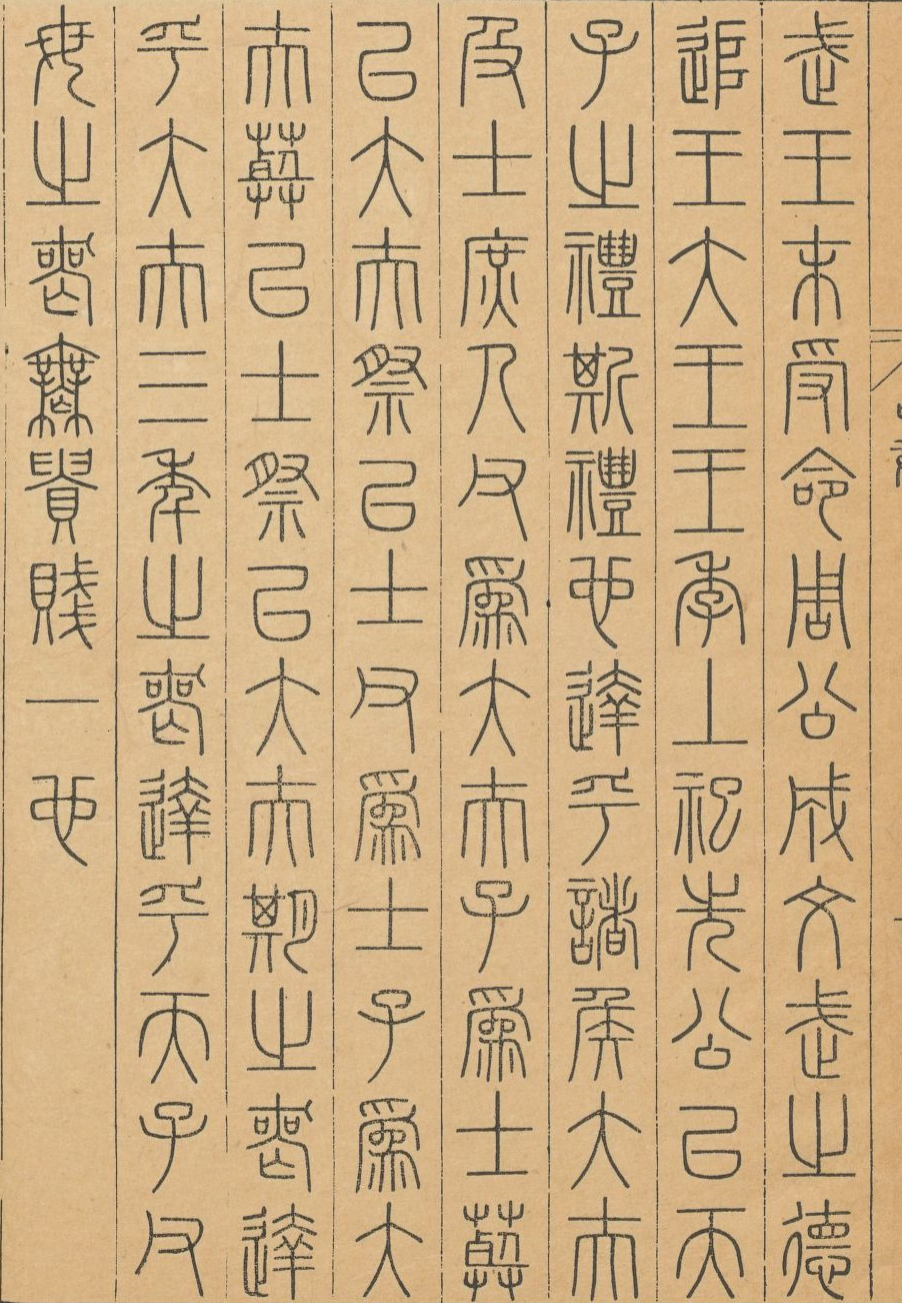 武王末受命周公成文武之德
追王大王王季上祀先公以天
子之禮斯禮也達乎諸侯大夫
及士庶人父爲大夫子爲士葬
以大夫祭以士父爲士子爲大
夫葬以士祭以大夫期之喪達
乎大夫三年之喪達乎天子父
母之喪無貴賤一也